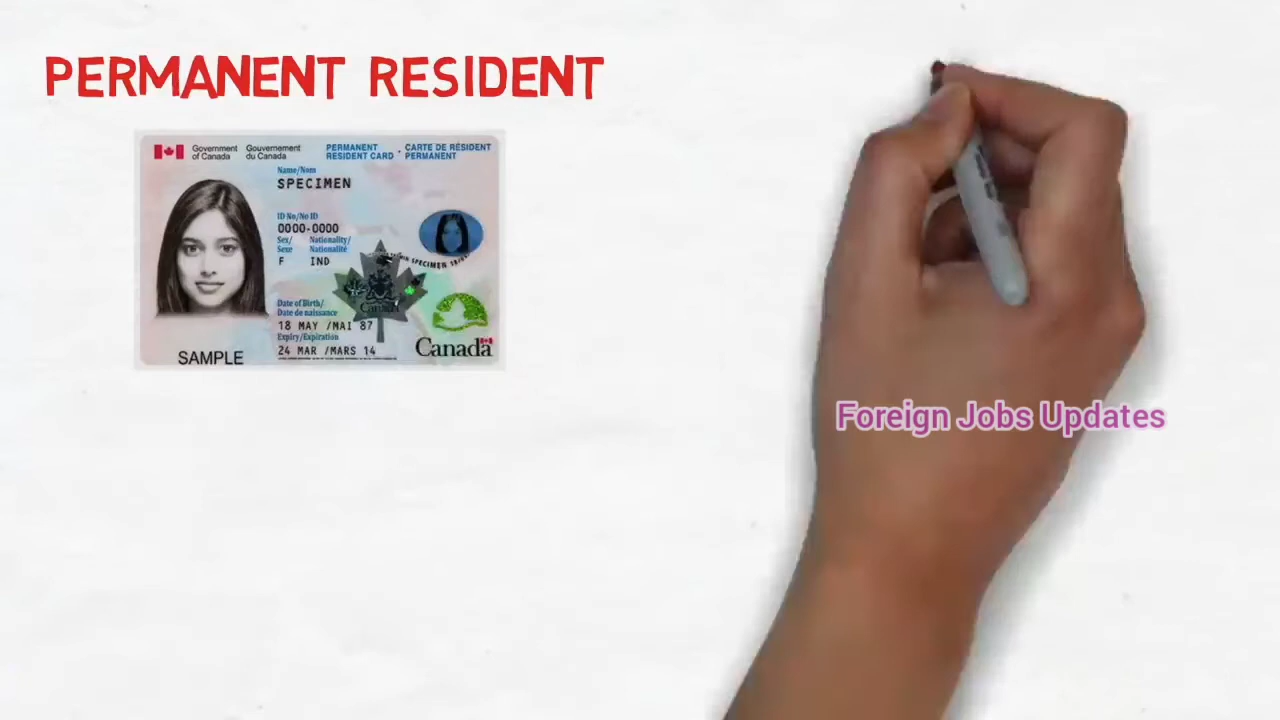 PERMANENT RESIDENT
Government of Canada
Gouvernement du Canada
PERMANENT RESIDENT CARD
CARTE DE RÉSIDENT PERMANENT
Name/Nom
SPECIMEN
ID No/No ID
0000-0000
Sex/Sexe Nationality/Nationalité
F IND
Date of Birth/
Date de naissance
18 MAY /MAI 87
Expiry/Expiration
24 MAR /MARS 14
SAMPLE
Canada
Foreign Jobs Updates